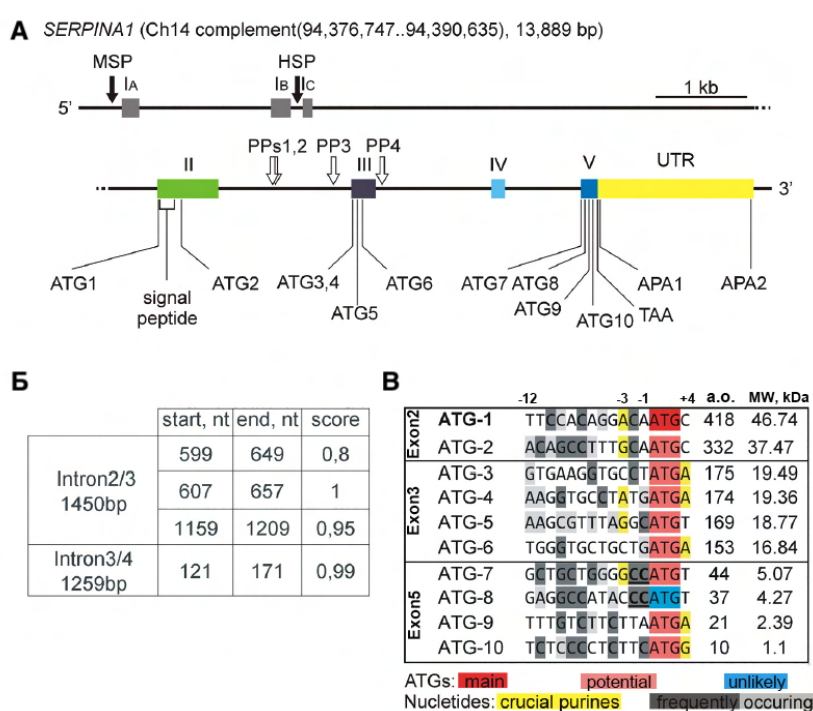 А SERPINA1 (Ch14 complement(94,376,747..94,390,635), 13,889 bp)
MSP HSP
IA IB IC
1 kb
5'
PPs1,2 PP3 PP4
II III IV V UTR
3'
ATG1 ATG2 ATG3,4 ATG6 ATG7 ATG8 APA1 APA2
signal peptide
ATG5 ATG9 ATG10 TAA
Б
start, nt end, nt score
Intron2/3 1450bp
599 649 0,8
607 657 1
1159 1209 0,95
Intron3/4 1259bp
121 171 0,99
В
-12 -3 -1 +4 a.o. MW, kDa
Exon2
ATG-1 TTCCACAGGACAATGC 418 46.74
ATG-2 ACAGCCTTTGCAATGC 332 37.47
Exon3
ATG-3 GTGAAGGTGCCTATGA 175 19.49
ATG-4 AAGGTGCCTATGATGA 174 19.36
ATG-5 AAGCGTTTAGGCATGT 169 18.77
ATG-6 TGGGTGCTGCTGATGA 153 16.84
Exon5
ATG-7 GCTGCTGGGGCCATGT 44 5.07
ATG-8 GAGGCCATACCCATGT 37 4.27
ATG-9 TTTGTCTTCTTAATGA 21 2.39
ATG-10 TCTCCCCTCTTCATGG 10 1.1
ATGs: main potential unlikely
Nucletides: crucial purines frequently occuring